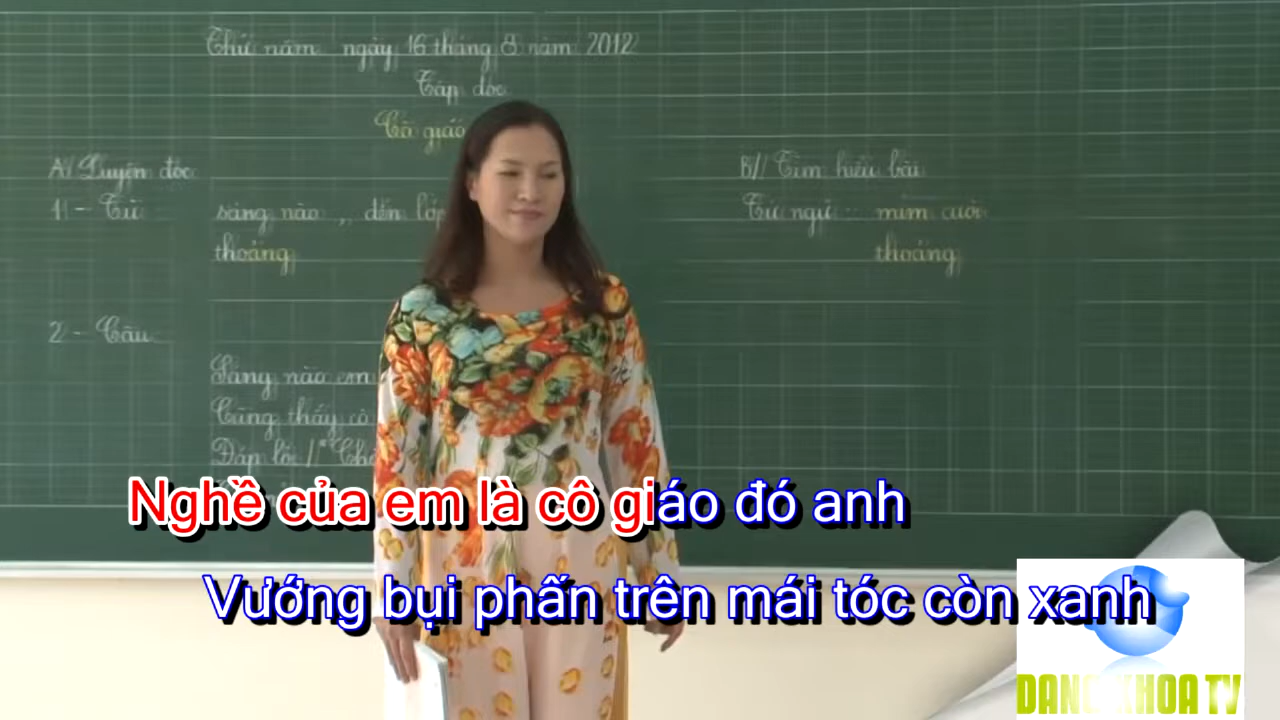 Thứ năm ngày 16 tháng 8 năm 2012
Tập đọc
Cô giáo
A// Luyện đọc
B// Tìm hiểu bài
1/ - Từ
sáng nào ,, đến lớp
Từ ngữ : mỉm cười
thoảng
thoảng
2 - Câu
Sáng nào em
Cũng thấy cô
Đáp lời / "
Nghề của em là cô giáo đó anh
Vướng bụi phấn trên mái tóc còn xanh
DANG KHOA TV